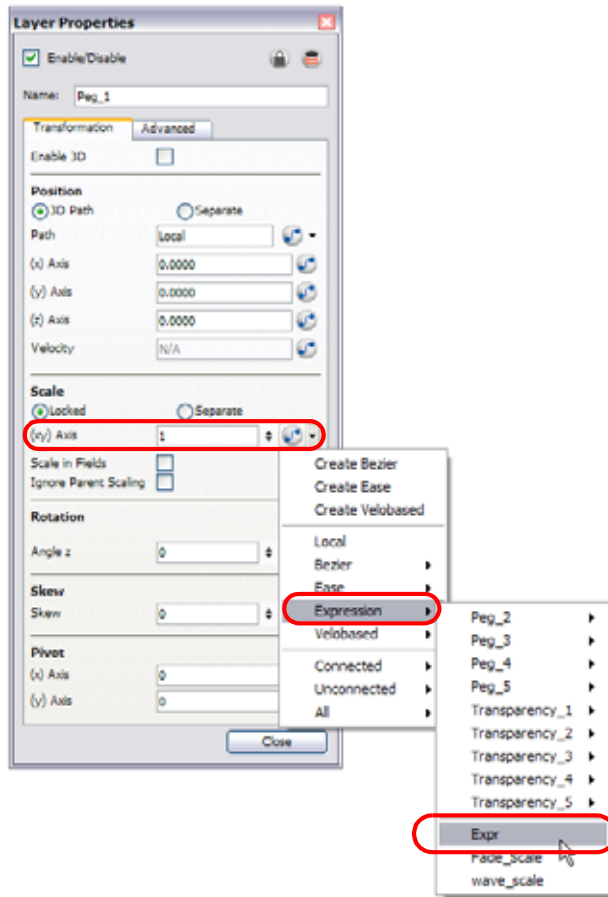 Layer Properties
Enable/Disable
Name: Peg_1
Transformation Advanced
Enable 3D
Position
3D Path Separate
Path Local
(x) Axis 0.0000
(y) Axis 0.0000
(z) Axis 0.0000
Velocity N/A
Scale
Locked Separate
(xy) Axis 1
Scale in Fields
Ignore Parent Scaling
Rotation
Angle z 0
Skew
Skew 0
Pivot
(x) Axis 0
(y) Axis 0
Close
Create Bezier
Create Ease
Create Velobased
Local
Bezier
Ease
Expression
Velobased
Connected
Unconnected
All
Peg_2
Peg_3
Peg_4
Peg_5
Transparency_1
Transparency_2
Transparency_3
Transparency_4
Transparency_5
Expr
Fade_Scale
wave_scale